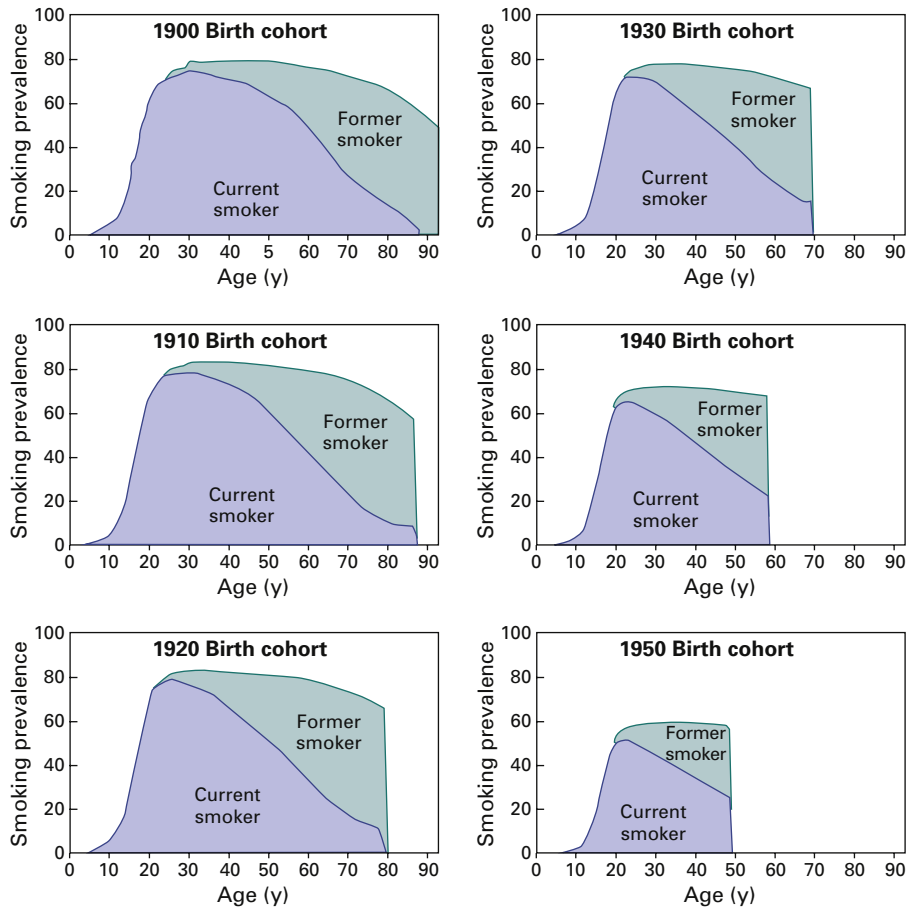 1900 Birth cohort
Smoking prevalence
100
80
60
40
20
0
Former
smoker
Current
smoker
0 10 20 30 40 5 60 70 80 90
Age (y)
1930 Birth cohort
Smoking prevalence
100
80
60
40
20
0
Former
smoker
Current
smoker
0 10 20 30 40 50 60 70 80 90
Age (y)
1910 Birth cohort
Smoking prevalence
100
80
60
40
20
0
Former
smoker
Current
smoker
0 10 20 30 40 50 60 70 80 90
Age (y)
1940 Birth cohort
Smoking prevalence
100
80
60
40
20
0
Former
smoker
Current
smoker
0 10 20 30 40 50 60 70 80 90
Age (y)
1920 Birth cohort
Smoking prevalence
100
80
60
40
20
0
Former
smoker
Current
smoker
0 10 20 30 40 50 60 70 80 90
Age (y)
1950 Birth cohort
Smoking prevalence
100
80
60
40
20
0
Former
smoker
Current
smoker
0 10 20 30 40 50 60 70 80 90
Age (y)